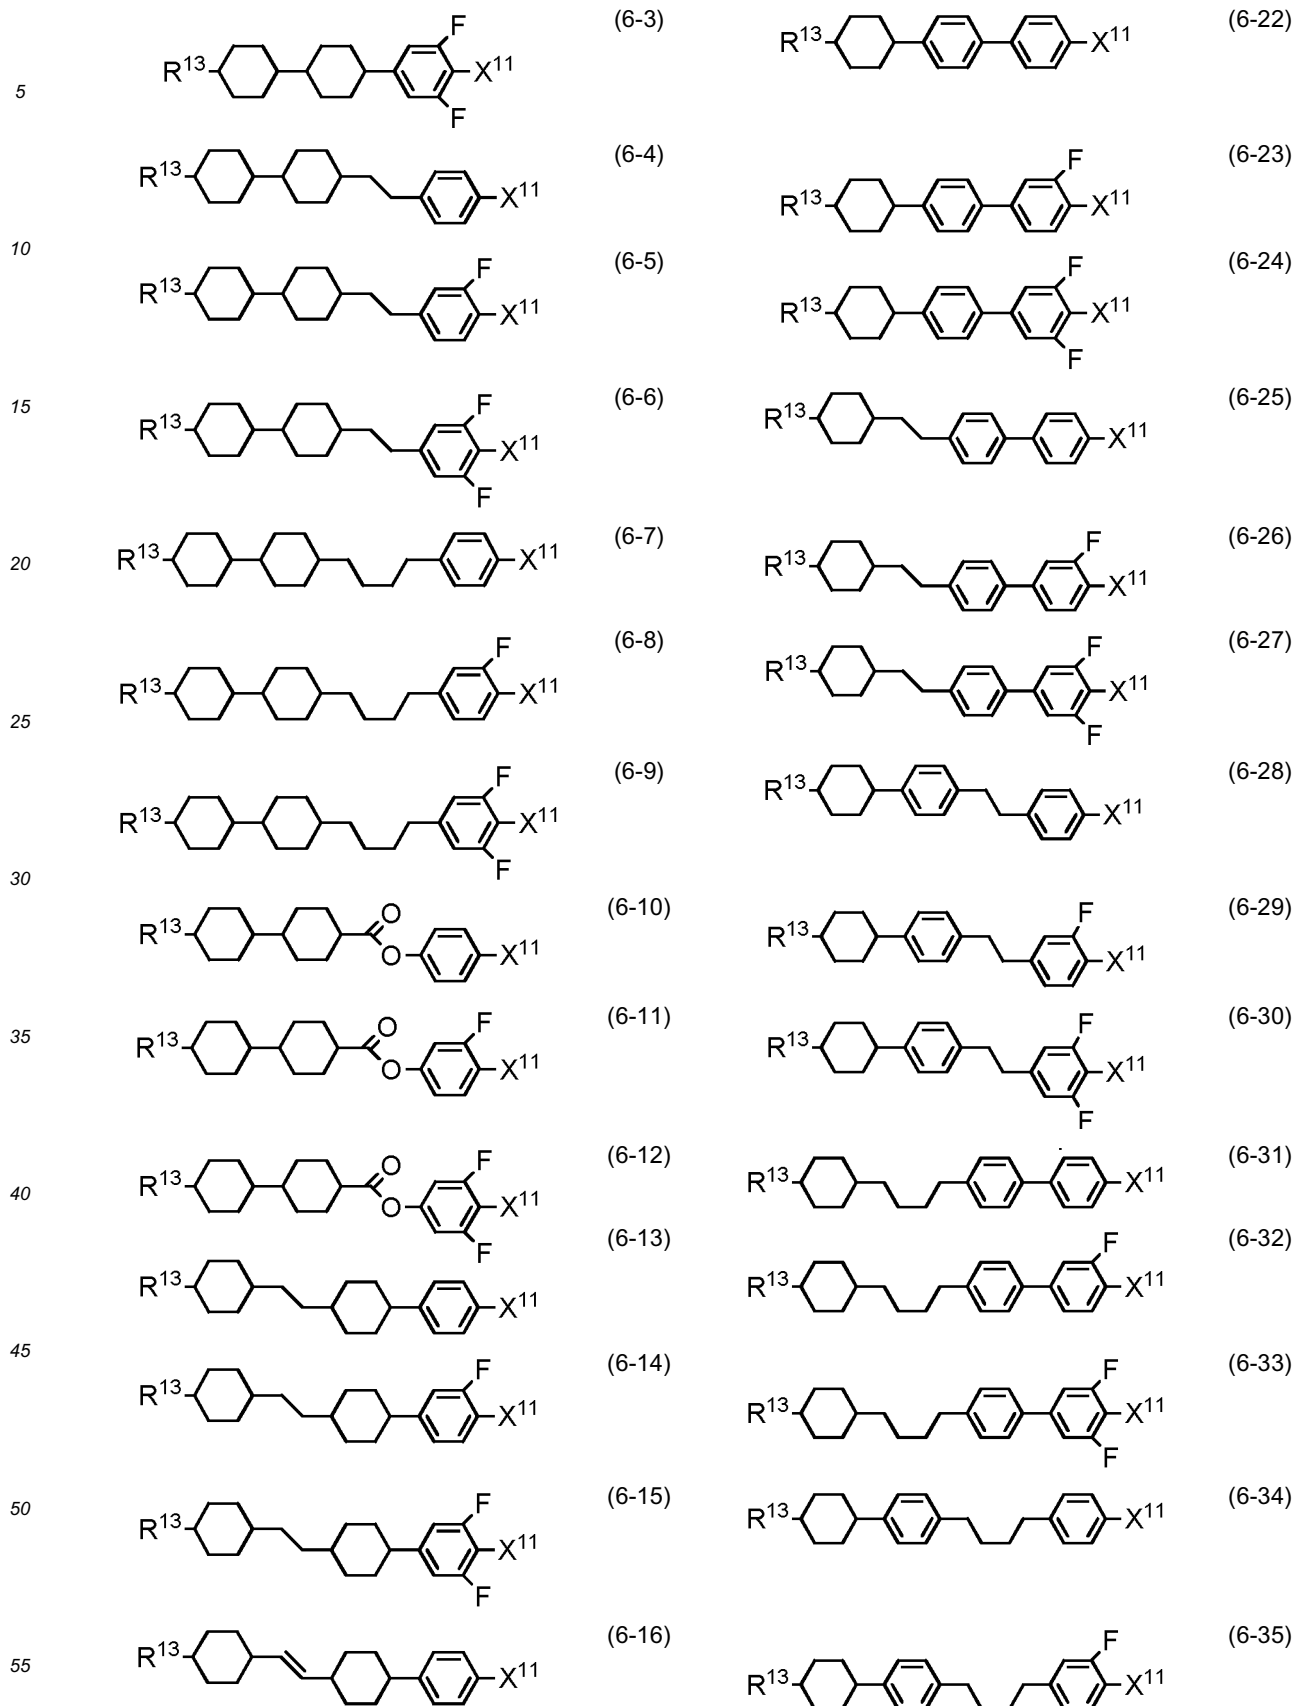 (6-3)
F
R¹³ X¹¹
5
F
(6-4)
R¹³ X¹¹
10
(6-5)
F
R¹³ X¹¹
15
(6-6)
F
R¹³ X¹¹
F
(6-7)
20
R¹³ X¹¹
(6-8)
F
R¹³ X¹¹
25
(6-9)
F
R¹³ X¹¹
F
30
(6-10)
O
R¹³ O X¹¹
35
(6-11)
F
O
R¹³ O X¹¹
(6-12)
F
O
R¹³ O X¹¹
40
F
(6-13)
R¹³ X¹¹
45
(6-14)
F
R¹³ X¹¹
50
(6-15)
F
R¹³ X¹¹
F
(6-16)
R¹³ X¹¹
55
(6-22)
R¹³ X¹¹
(6-23)
F
R¹³ X¹¹
(6-24)
F
R¹³ X¹¹
F
(6-25)
R¹³ X¹¹
(6-26)
F
R¹³ X¹¹
(6-27)
F
R¹³ X¹¹
F
(6-28)
R¹³ X¹¹
(6-29)
F
R¹³ X¹¹
(6-30)
F
R¹³ X¹¹
F
(6-31)
R¹³ X¹¹
(6-32)
F
R¹³ X¹¹
(6-33)
F
R¹³ X¹¹
F
(6-34)
R¹³ X¹¹
(6-35)
F
R¹³ X¹¹